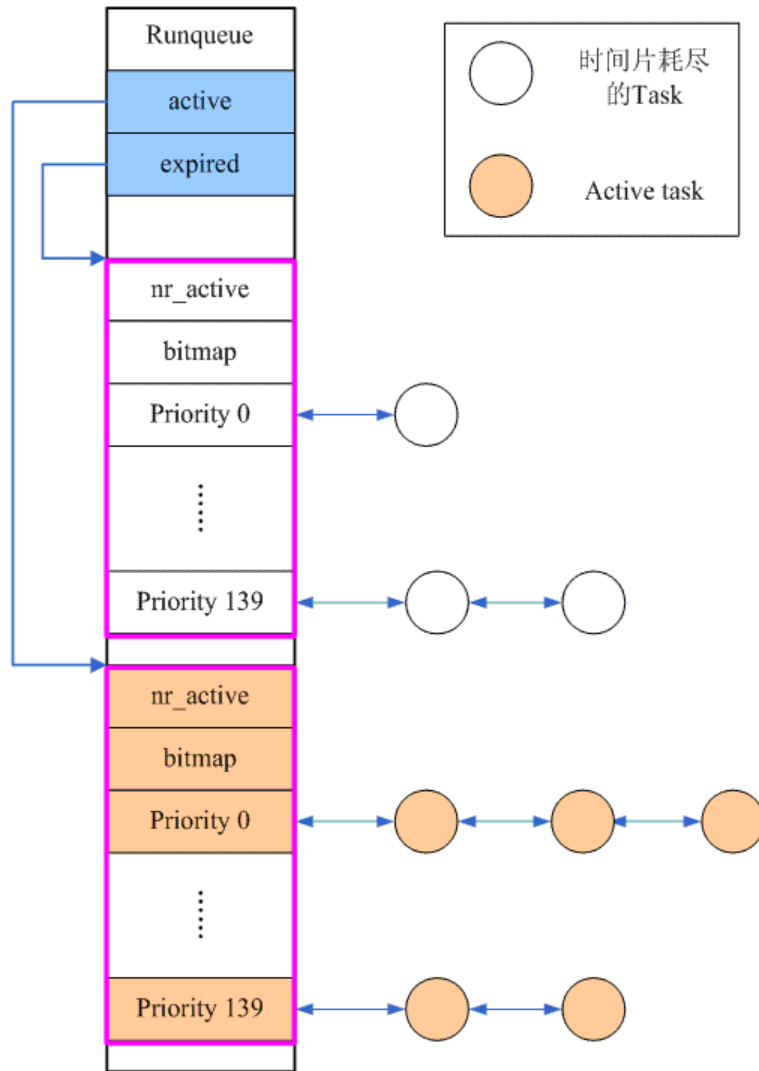 Runqueue
active
expired
时间片耗尽
的Task
Active task
nr_active
bitmap
Priority 0
......
Priority 139
nr_active
bitmap
Priority 0
......
Priority 139